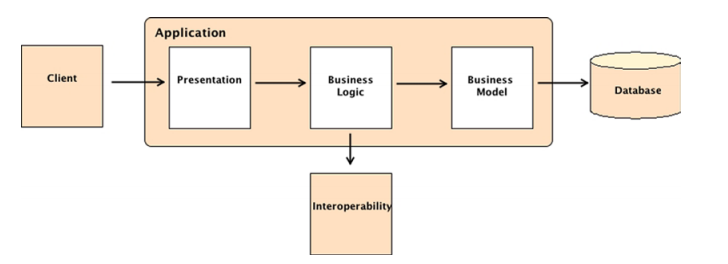 Application
Client
Presentation
Business
Logic
Business
Model
Database
Interoperability